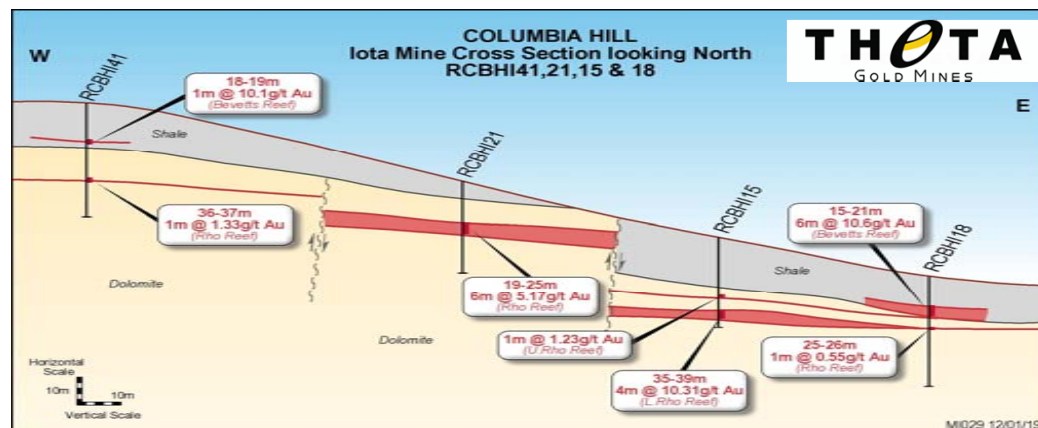 COLUMBIA HILL
Iota Mine Cross Section looking North
RCBHI41,21,15 & 18
THETA
GOLD MINES
W
E
RCBHI41
18-19m
1m @ 10.1g/t Au
(Bevetts Reef)
Shale
RCBHI21
36-37m
1m @ 1.33g/t Au
(Rho Reef)
RCBHI15
15-21m
6m @ 10.6g/t Au
(Bevetts Reef)
RCBHI18
Shale
Dolomite
19-25m
6m @ 5.17g/t Au
(Rho Reef)
Dolomite
1m @ 1.23g/t Au
(U.Rho Reef)
25-26m
1m @ 0.55g/t Au
(Rho Reef)
35-39m
4m @ 10.31g/t Au
(L.Rho Reef)
Horizontal
Scale
10m
10m
Vertical Scale
MI029 12/01/19